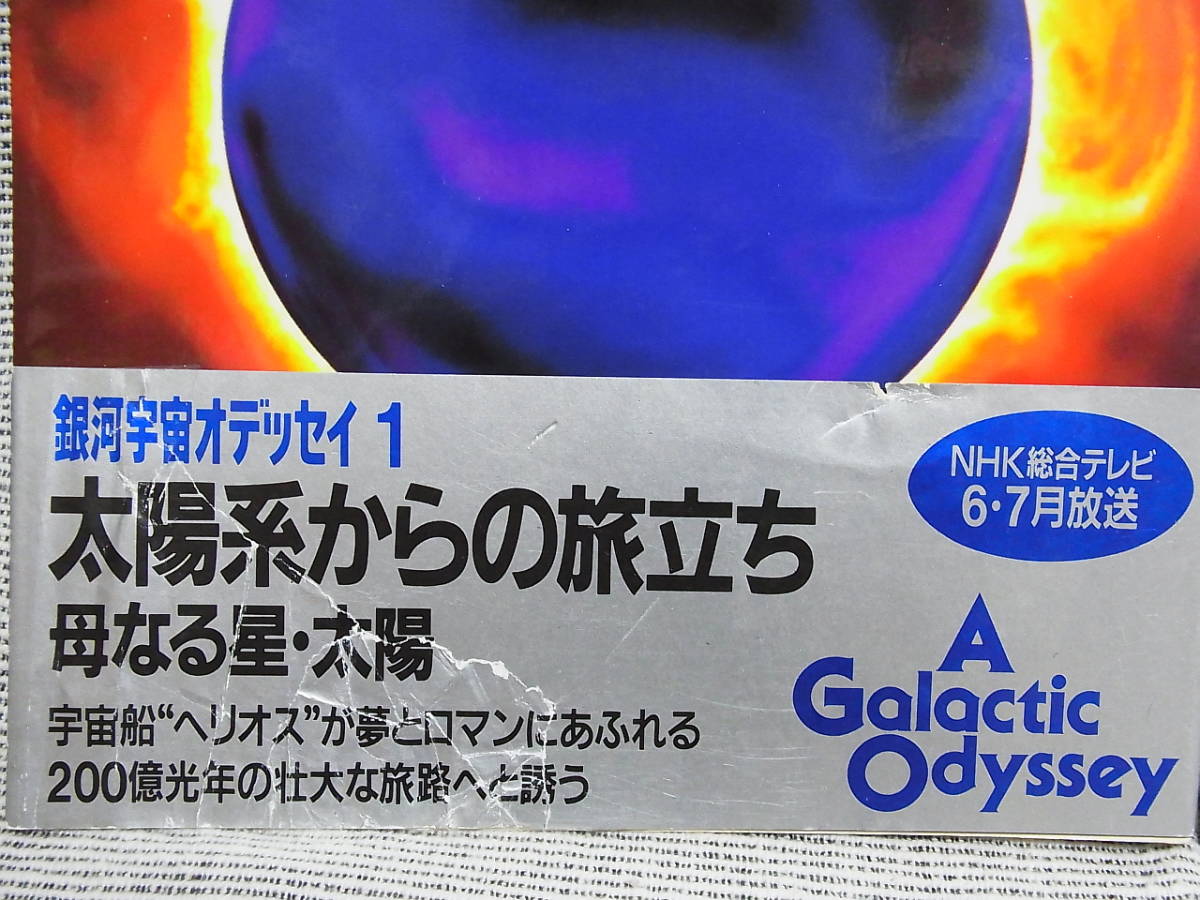 銀河宇宙オデッセイ 1
太陽系からの旅立ち
母なる星・太陽
宇宙船“ヘリオス”が夢とロマンにあふれる
200億光年の壮大な旅路へと誘う
NHK総合テレビ
6・7月放送
A
Galactic
Odyssey